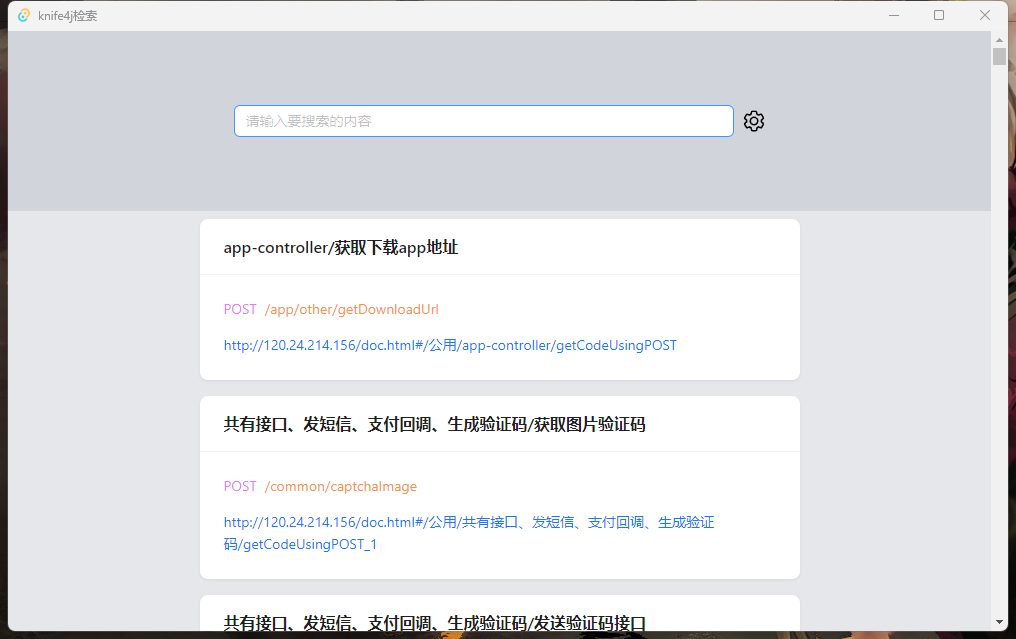 knife4j检索
请输入要搜索的内容
app-controller/获取下载app地址
POST /app/other/getDownloadUrl
http://120.24.214.156/doc.html#/公用/app-controller/getCodeUsingPOST
共有接口、发短信、支付回调、生成验证码/获取图片验证码
POST /common/captchaImage
http://120.24.214.156/doc.html#/公用/共有接口、发短信、支付回调、生成验证
码/getCodeUsingPOST_1
共有接口、发短信、支付回调、生成验证码/发送验证码接口